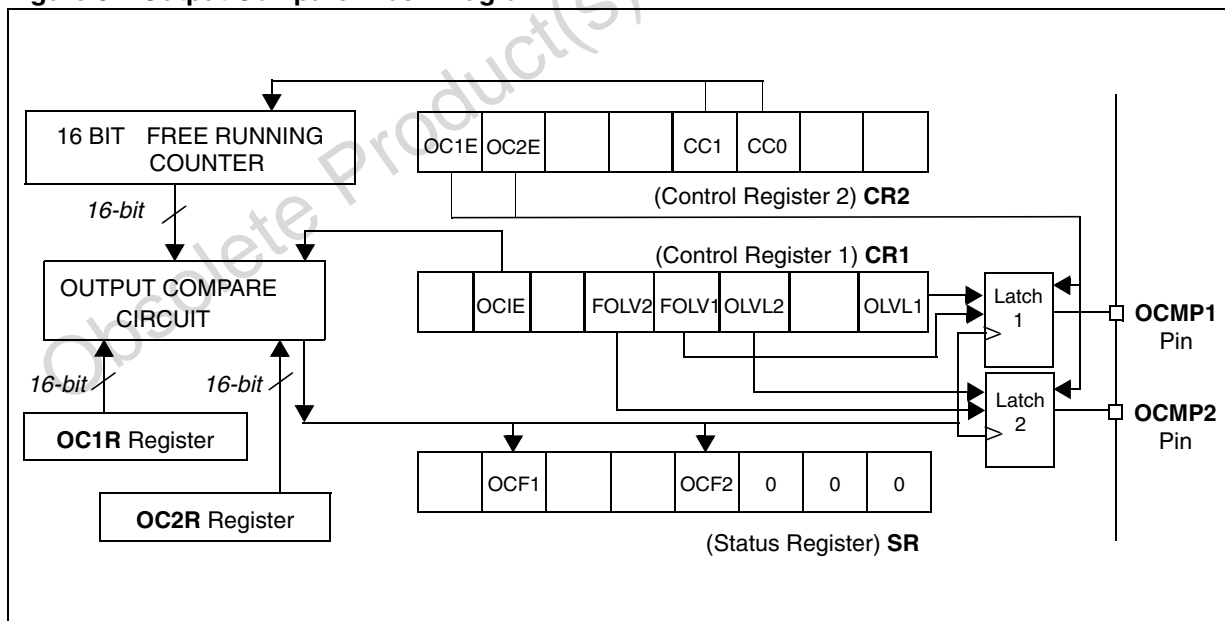 Obsolete Product(s)
16 BIT FREE RUNNING
COUNTER
16-bit
OC1E OC2E CC1 CC0
(Control Register 2) CR2
(Control Register 1) CR1
OUTPUT COMPARE
CIRCUIT
OCIE FOLV2 FOLV1 OLVL2 OLVL1
Latch
1
OCMP1
Pin
16-bit
16-bit
OC1R Register
Latch
2
OCMP2
Pin
OC2R Register
OCF1 OCF2 0 0 0
(Status Register) SR